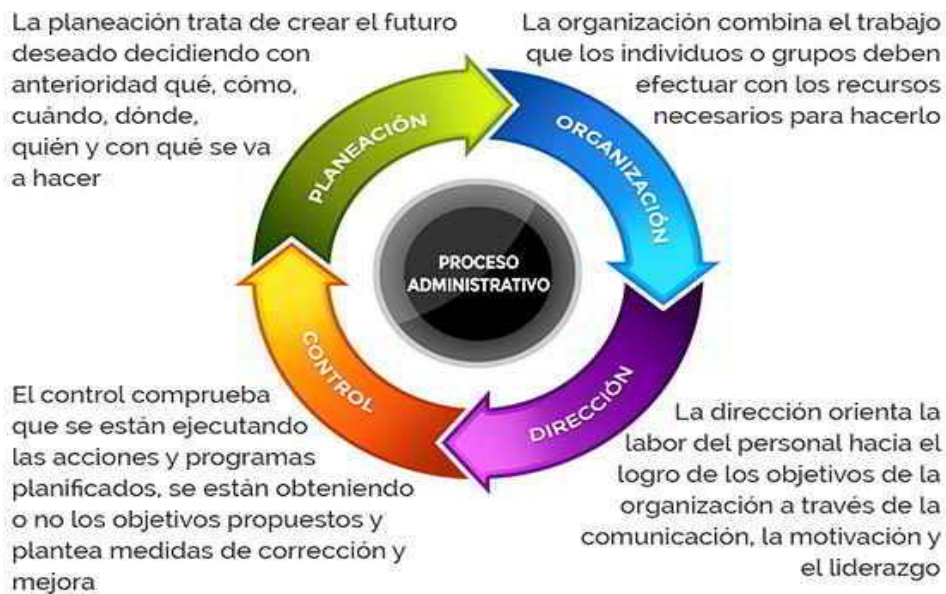 La planeación trata de crear el futuro
deseado decidiendo con
anterioridad qué, cómo,
cuándo, dónde,
quién y con qué se va
a hacer
La organización combina el trabajo
que los individuos o grupos deben
efectuar con los recursos
necesarios para hacerlo
PLANEACIÓN
ORGANIZACIÓN
PROCESO
ADMINISTRATIVO
CONTROL
DIRECCIÓN
El control comprueba
que se están ejecutando
las acciones y programas
planificados, se están obteniendo
o no los objetivos propuestos y
plantea medidas de corrección y
mejora
La dirección orienta la
labor del personal hacia el
logro de los objetivos de la
organización a través de la
comunicación, la motivación y
el liderazgo